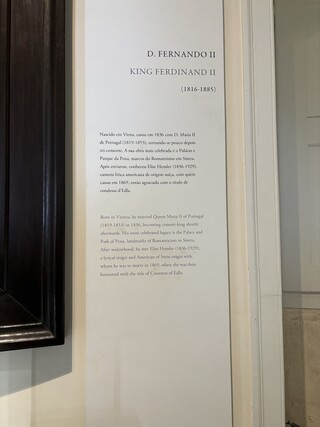 D. FERNANDO II
KING FERDINAND II
(1816-1885)
Nascido em Viena, casou em 1836 com D. Maria II
de Portugal (1819-1853), tornando-se pouco depois
rei consorte. A sua obra mais celebrada é o Palácio e
Parque da Pena, marcos do Romantismo em Sintra.
Após enviuvar, conheceu Elise Hensler (1836-1929),
cantora lírica americana de origem suíça, com quem
casou em 1869, sendo agraciada com o título de
condessa d'Edla.
Born in Vienna, he married Queen Maria II of Portugal
(1819-1853) in 1836, becoming consort-king shortly
afterwards. His most celebrated legacy is the Palace and
Park of Pena, landmarks of Romanticism in Sintra.
After widowhood, he met Elise Hensler (1836-1929),
a lyrical singer and American of Swiss origin with
whom he was to marry in 1869, when she was then
honoured with the title of Countess of Edla.